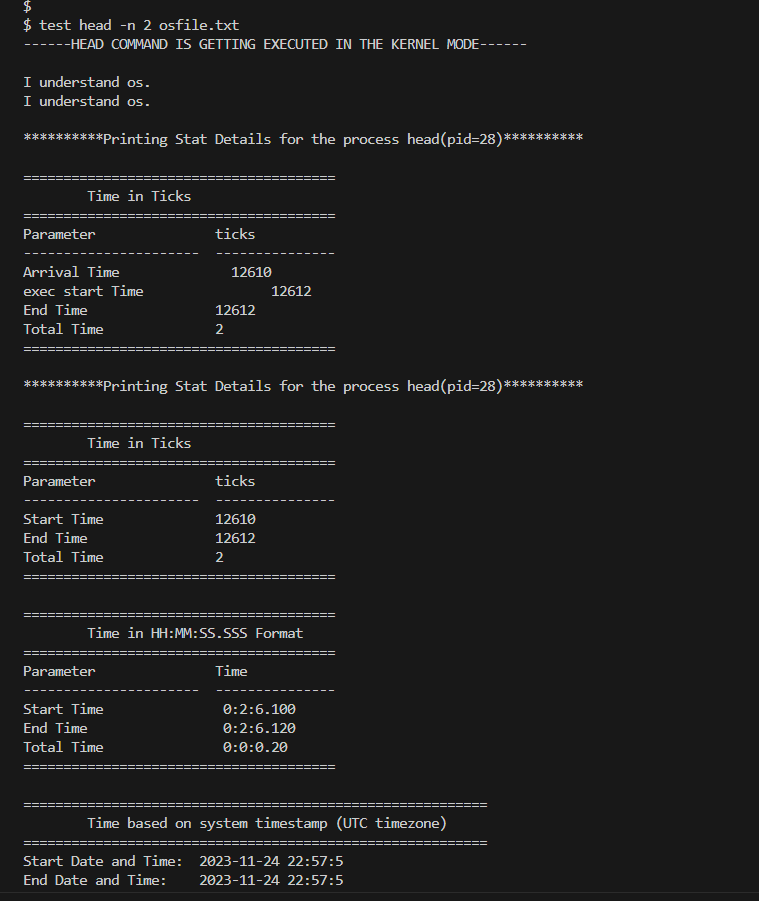 $
$ test head -n 2 osfile.txt
------HEAD COMMAND IS GETTING EXECUTED IN THE KERNEL MODE------
I understand os.
I understand os.
**********Printing Stat Details for the process head(pid=28)**********
=======================================
        Time in Ticks
=======================================
Parameter               ticks
----------------------  ---------------
Arrival Time              12610
exec start Time                12612
End Time                12612
Total Time              2
=======================================
**********Printing Stat Details for the process head(pid=28)**********
=======================================
        Time in Ticks
=======================================
Parameter               ticks
----------------------  ---------------
Start Time              12610
End Time                12612
Total Time              2
=======================================
=======================================
        Time in HH:MM:SS.SSS Format
=======================================
Parameter               Time
----------------------  ---------------
Start Time               0:2:6.100
End Time                 0:2:6.120
Total Time               0:0:0.20
=======================================
==========================================================
        Time based on system timestamp (UTC timezone)
==========================================================
Start Date and Time:  2023-11-24 22:57:5
End Date and Time:    2023-11-24 22:57:5